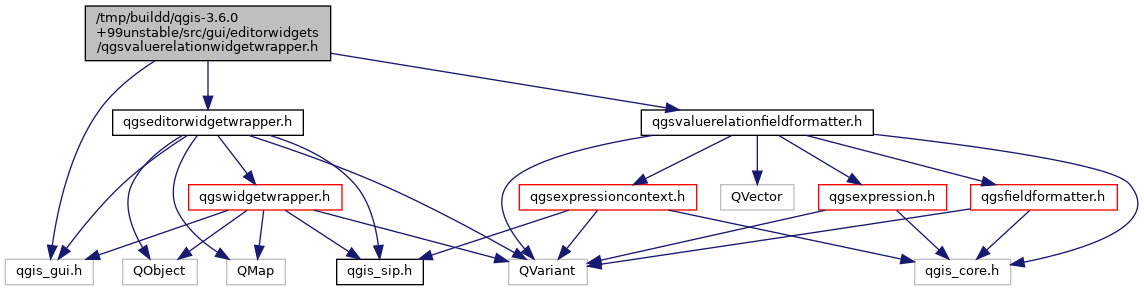 /tmp/buildd/qgis-3.6.0
+99unstable/src/gui/editorwidgets
/qgsvaluerelationwidgetwrapper.h
qgseditorwidgetwrapper.h
qgsvaluerelationfieldformatter.h
qgswidgetwrapper.h
qgsexpressioncontext.h
QVector
qgsexpression.h
qgsfieldformatter.h
qgis_gui.h
QObject
QMap
qgis_sip.h
QVariant
qgis_core.h